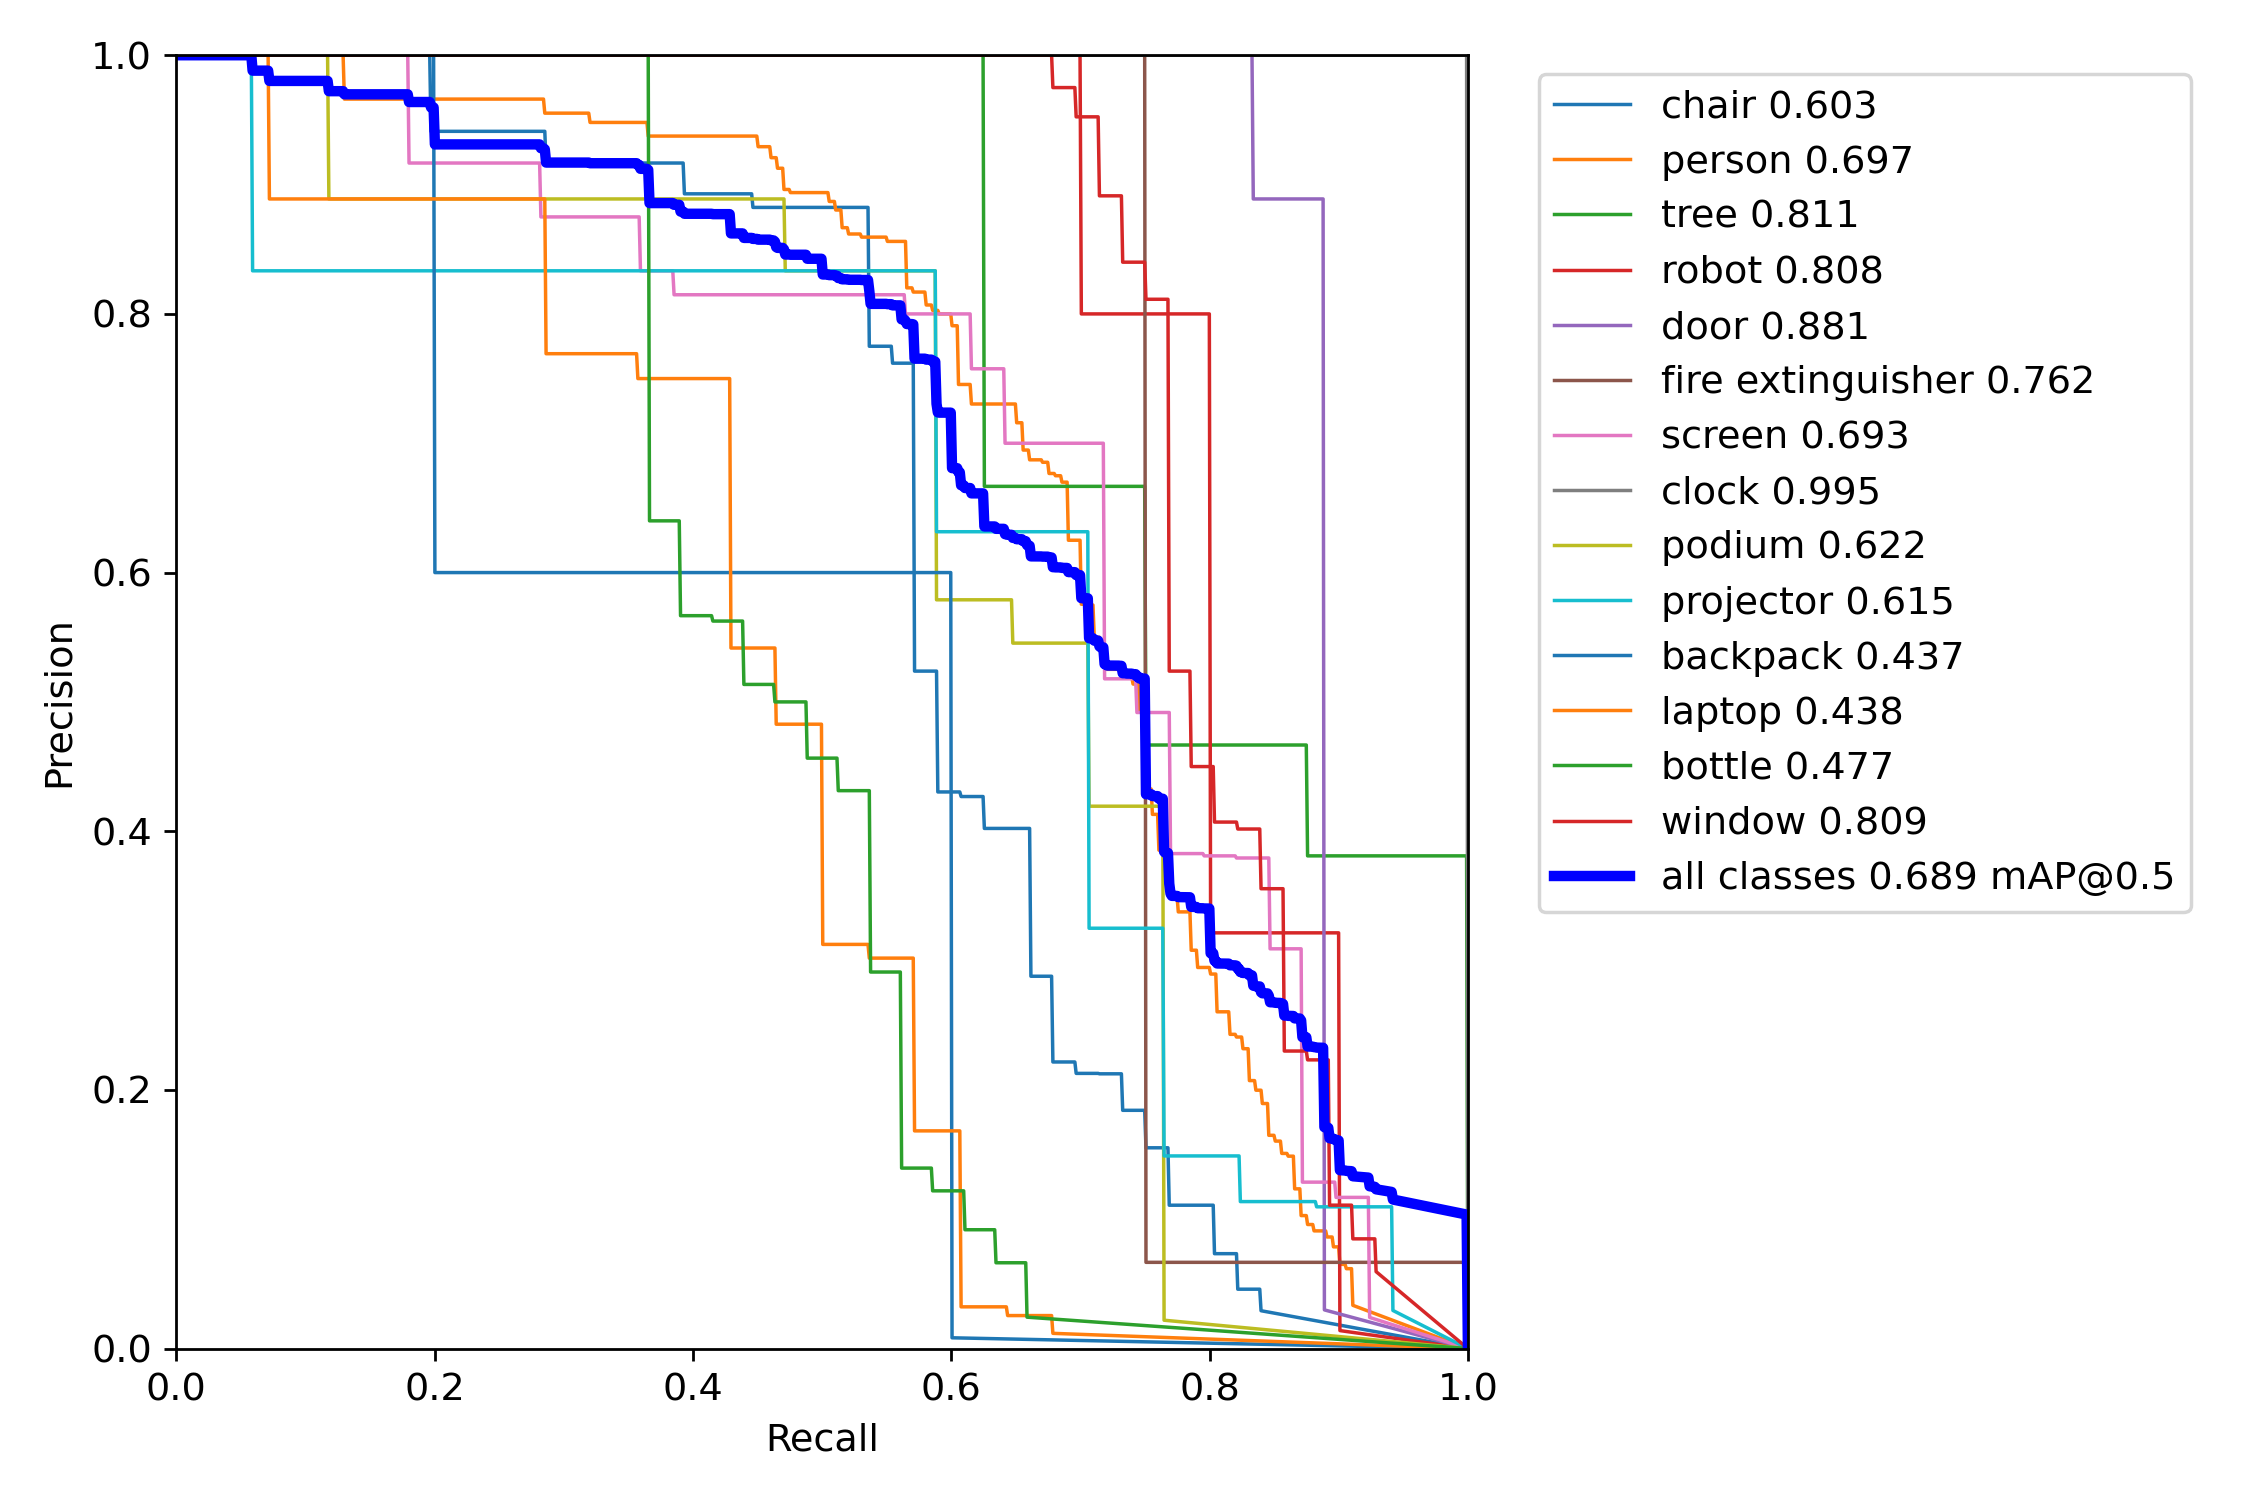 1.0
0.8
0.6
0.4
0.2
0.0
Precision
0.0 0.2 0.4 0.6 0.8 1.0
Recall
chair 0.603
person 0.697
tree 0.811
robot 0.808
door 0.881
fire extinguisher 0.762
screen 0.693
clock 0.995
podium 0.622
projector 0.615
backpack 0.437
laptop 0.438
bottle 0.477
window 0.809
all classes 0.689 mAP@0.5